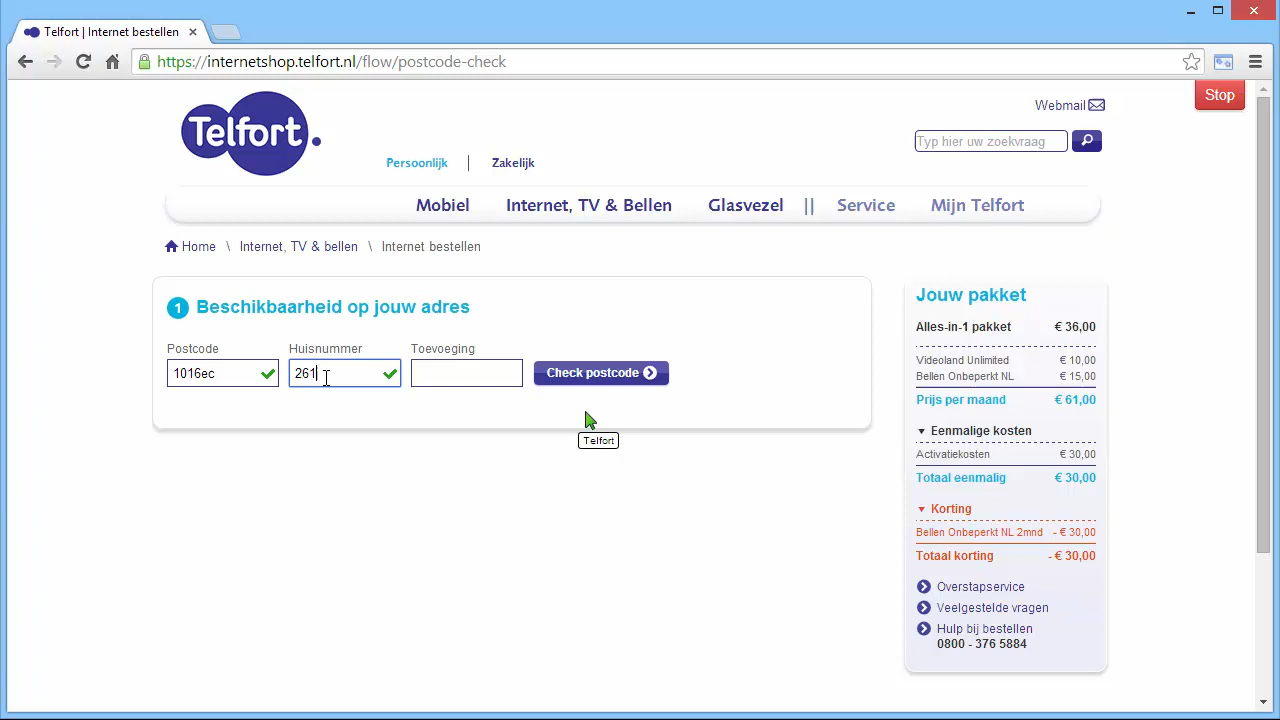 Telfort | Internet bestellen
https://internetshop.telfort.nl/flow/postcode-check
Stop
Webmail
Telfort.
Typ hier uw zoekvraag
Persoonlijk | Zakelijk
Mobiel Internet, TV & Bellen Glasvezel || Service Mijn Telfort
Home \ Internet, TV & bellen \ Internet bestellen
1 Beschikbaarheid op jouw adres
Postcode Huisnummer Toevoeging
1016ec 261 Check postcode
Telfort
Jouw pakket
Alles-in-1 pakket € 36,00
Videoland Unlimited € 10,00
Bellen Onbeperkt NL € 15,00
Prijs per maand € 61,00
Eenmalige kosten
Activatiekosten € 30,00
Totaal eenmalig € 30,00
Korting
Bellen Onbeperkt NL 2mnd - € 30,00
Totaal korting - € 30,00
Overstapservice
Veelgestelde vragen
Hulp bij bestellen
0800 - 376 5884